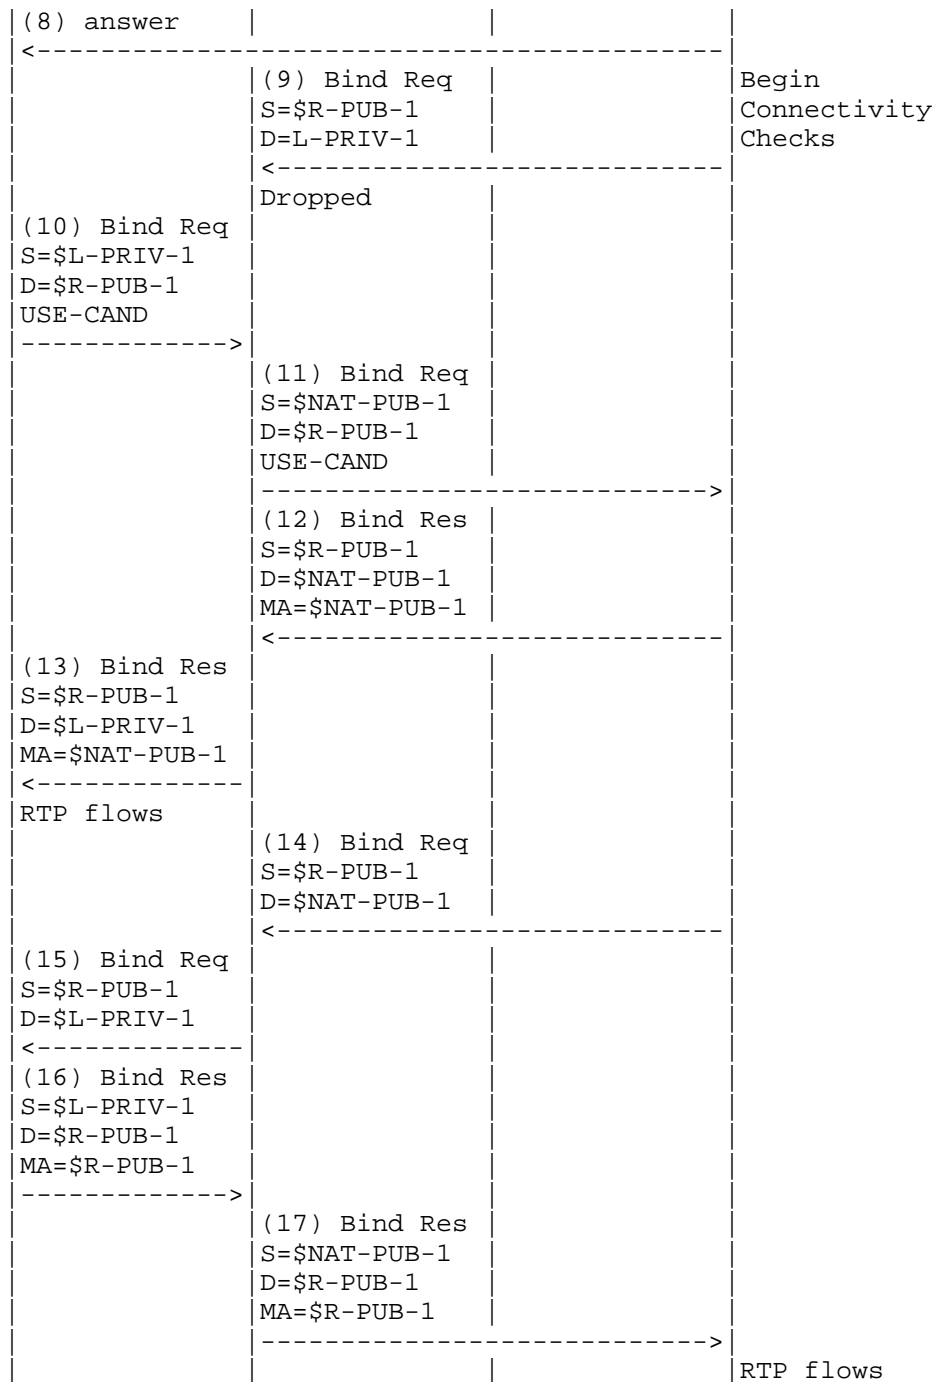 |(8) answer    |              |              |
|<-------------------------------------------|
|              |(9) Bind Req  |              |Begin
|              |S=$R-PUB-1    |              |Connectivity
|              |D=L-PRIV-1    |              |Checks
|              |<----------------------------|
|              |Dropped       |              |
|(10) Bind Req |              |              |
|S=$L-PRIV-1   |              |              |
|D=$R-PUB-1    |              |              |
|USE-CAND      |              |              |
|------------->|              |              |
|              |(11) Bind Req |              |
|              |S=$NAT-PUB-1  |              |
|              |D=$R-PUB-1    |              |
|              |USE-CAND      |              |
|              |---------------------------->|
|              |(12) Bind Res |              |
|              |S=$R-PUB-1    |              |
|              |D=$NAT-PUB-1  |              |
|              |MA=$NAT-PUB-1 |              |
|              |<----------------------------|
|(13) Bind Res |              |              |
|S=$R-PUB-1    |              |              |
|D=$L-PRIV-1   |              |              |
|MA=$NAT-PUB-1 |              |              |
|<-------------|              |              |
|RTP flows     |              |              |
|              |(14) Bind Req |              |
|              |S=$R-PUB-1    |              |
|              |D=$NAT-PUB-1  |              |
|              |<----------------------------|
|(15) Bind Req |              |              |
|S=$R-PUB-1    |              |              |
|D=$L-PRIV-1   |              |              |
|<-------------|              |              |
|(16) Bind Res |              |              |
|S=$L-PRIV-1   |              |              |
|D=$R-PUB-1    |              |              |
|MA=$R-PUB-1   |              |              |
|------------->|              |              |
|              |(17) Bind Res |              |
|              |S=$NAT-PUB-1  |              |
|              |D=$R-PUB-1    |              |
|              |MA=$R-PUB-1   |              |
|              |---------------------------->|
|              |              |              |RTP flows